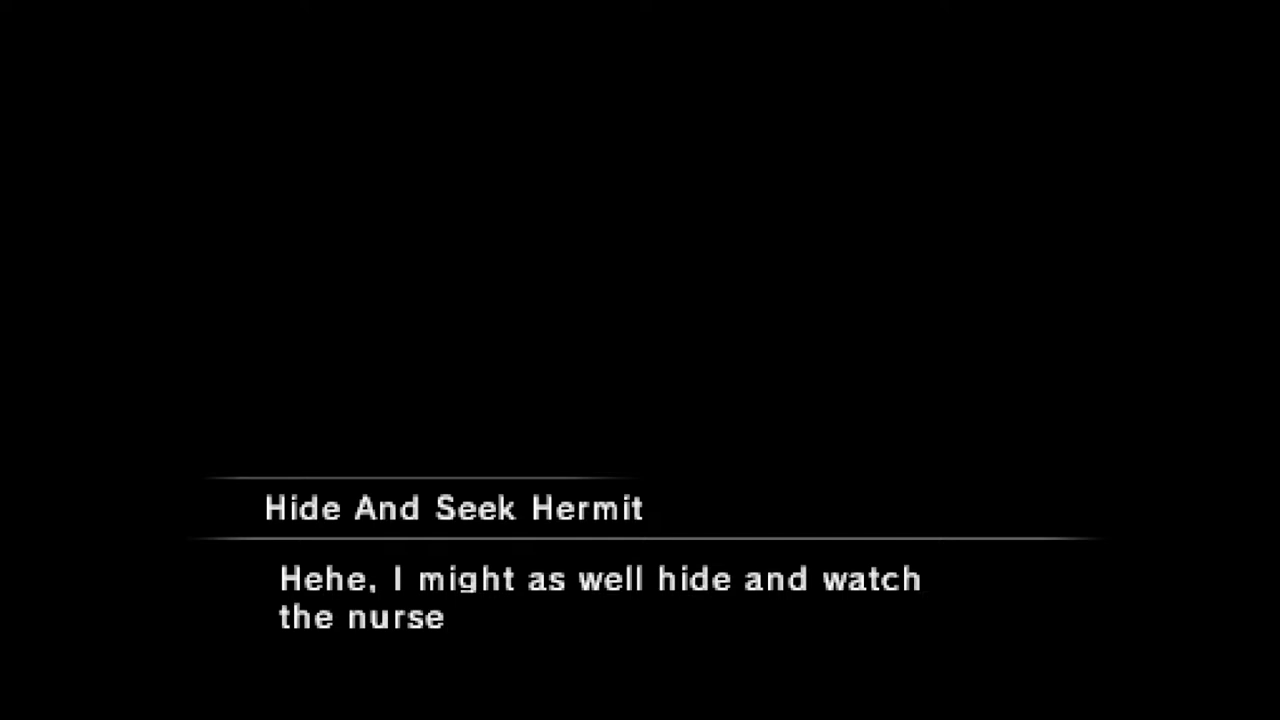 Hide And Seek Hermit
Hehe, I might as well hide and watch
the nurse